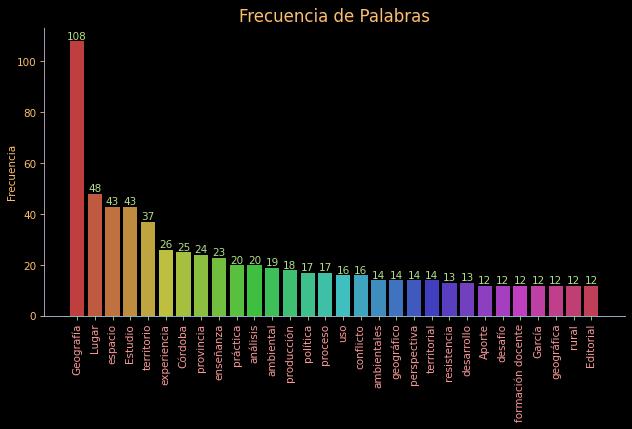 Frecuencia de Palabras
Frecuencia
100
80
60
40
20
0
108
48
43
43
37
26
25
24
23
20
20
19
18
17
17
16
16
14
14
14
14
13
13
12
12
12
12
12
12
12
Geografía
Lugar
espacio
Estudio
territorio
experiencia
Córdoba
provincia
enseñanza
práctica
análisis
ambiental
producción
política
proceso
uso
conflicto
ambientales
geográfico
perspectiva
territorial
resistencia
desarrollo
Aporte
desafío
formación docente
García
geográfica
rural
Editorial